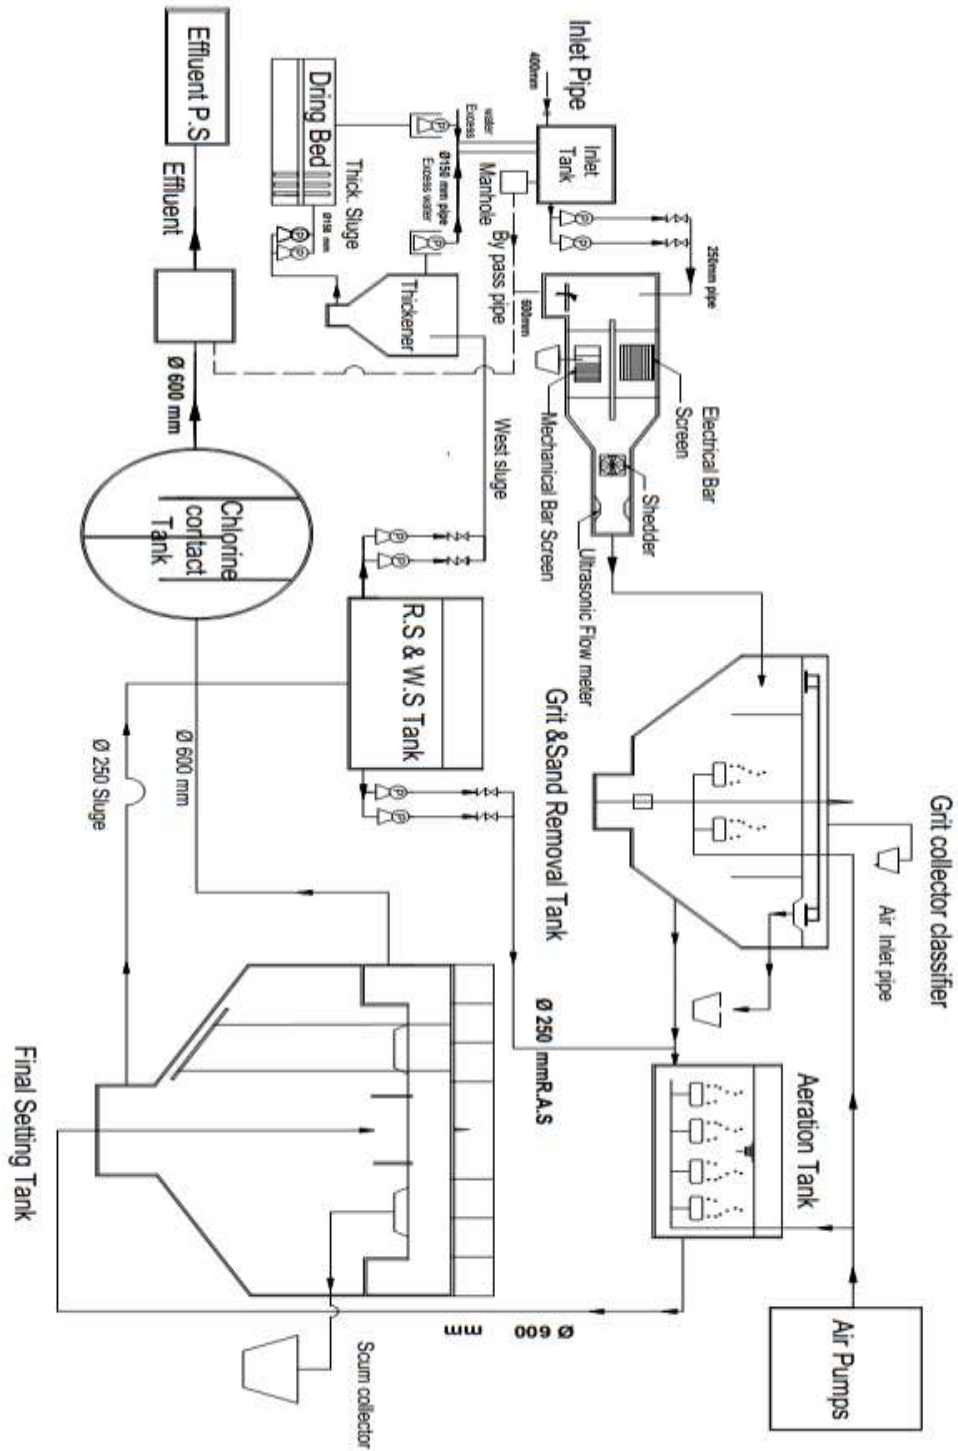 Inlet Pipe
400mm
Inlet
Tank
250mm pipe
Electrical Bar
Screen
Shedder
Mechanical Bar Screen
Ultrasonic Flow meter
Grit collector classifier
Air Inlet pipe
Grit &Sand Removal Tank
Aeration Tank
Air Pumps
water
Excess
Manhole
By pass pipe
600mm
Ø150 mm pipe
Excess water
Dring Bed
Thick. Sluge
Ø150 mm
Thickener
West sluge
R.S & W.S Tank
Ø 250 mmR.A.S
Ø 600 mm
Effluent P.S
Effluent
Ø 600 mm
Chlorine
contact
Tank
Ø 600 mm
Ø 250 Sluge
Final Setting Tank
Scum collector
P
P
P
P
P
P
P
P
P
P